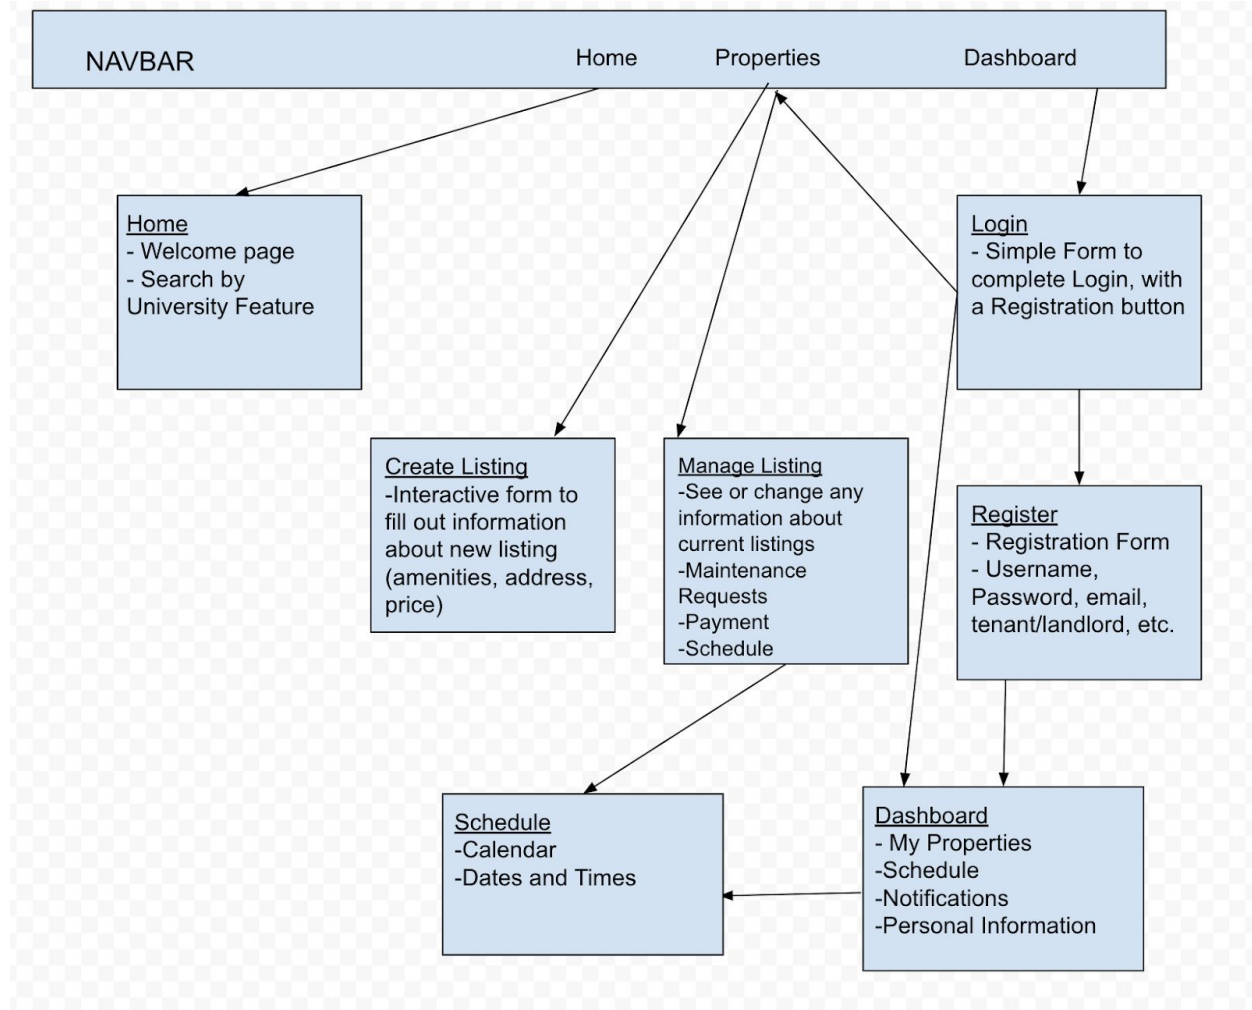 NAVBAR
Home
Properties
Dashboard
Home
- Welcome page
- Search by
University Feature
Login
- Simple Form to
complete Login, with
a Registration button
Create Listing
-Interactive form to
fill out information
about new listing
(amenities, address,
price)
Manage Listing
-See or change any
information about
current listings
-Maintenance
Requests
-Payment
-Schedule
Register
- Registration Form
- Username,
Password, email,
tenant/landlord, etc.
Schedule
-Calendar
-Dates and Times
Dashboard
- My Properties
-Schedule
-Notifications
-Personal Information